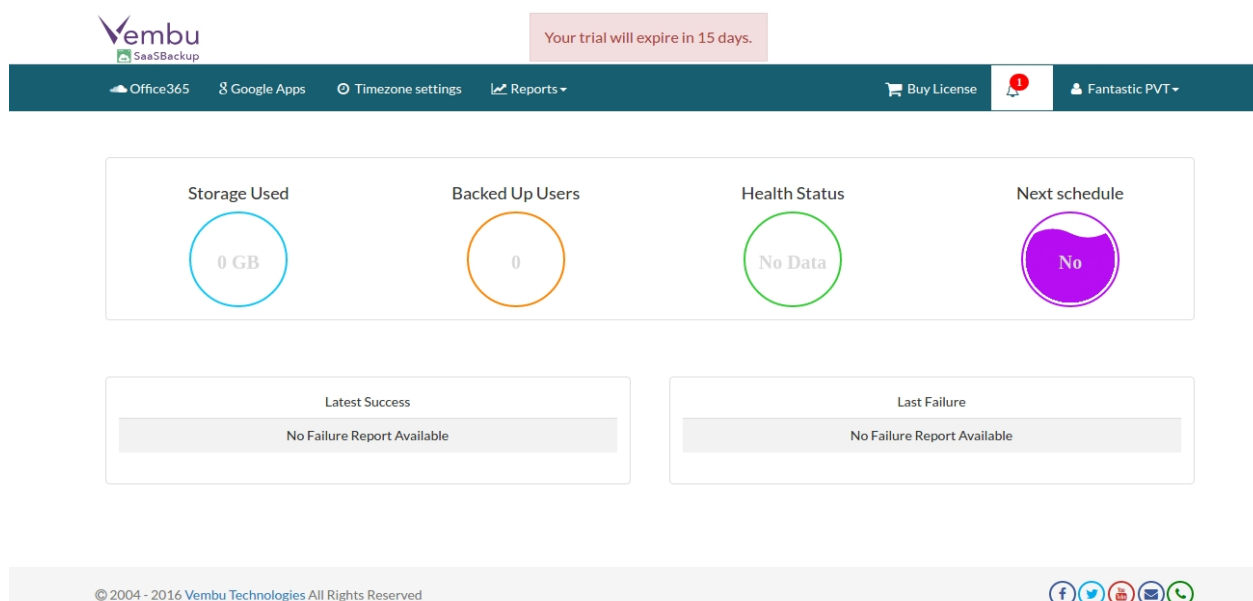 Vembu
SaaSBackup
Your trial will expire in 15 days.
Office365 Google Apps Timezone settings Reports Buy License 1 Fantastic PVT
Storage Used Backed Up Users Health Status Next schedule
0 GB 0 No Data No
Latest Success Last Failure
No Failure Report Available No Failure Report Available
© 2004 - 2016 Vembu Technologies All Rights Reserved